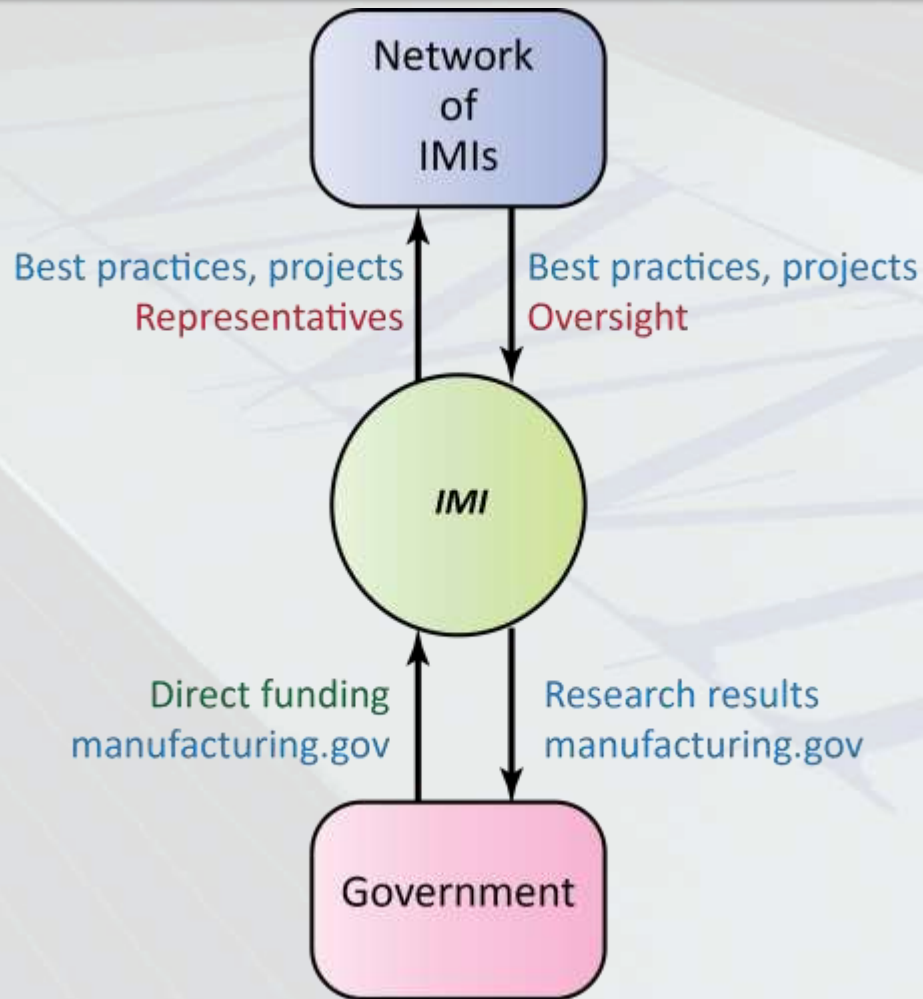 Network
of
IMIs
Best practices, projects
Representatives
Best practices, projects
Oversight
IMI
Direct funding
manufacturing.gov
Research results
manufacturing.gov
Government